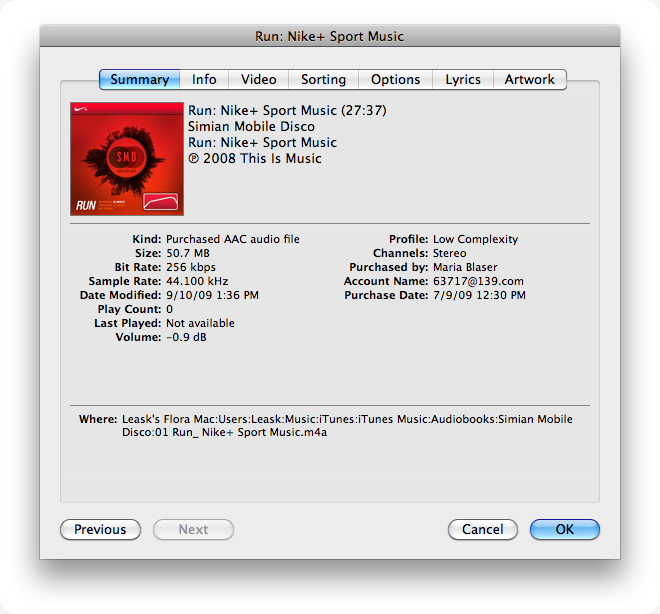 Run: Nike+ Sport Music
Summary Info Video Sorting Options Lyrics Artwork
SMD
RUN
Run: Nike+ Sport Music (27:37)
Simian Mobile Disco
Run: Nike+ Sport Music
℗ 2008 This Is Music
Kind: Purchased AAC audio file
Size: 50.7 MB
Bit Rate: 256 kbps
Sample Rate: 44.100 kHz
Date Modified: 9/10/09 1:36 PM
Play Count: 0
Last Played: Not available
Volume: -0.9 dB
Profile: Low Complexity
Channels: Stereo
Purchased by: Maria Blaser
Account Name: 63717@139.com
Purchase Date: 7/9/09 12:30 PM
Where: Leask's Flora Mac:Users:Leask:Music:iTunes:iTunes Music:Audiobooks:Simian Mobile
Disco:01 Run_ Nike+ Sport Music.m4a
Previous Next Cancel OK